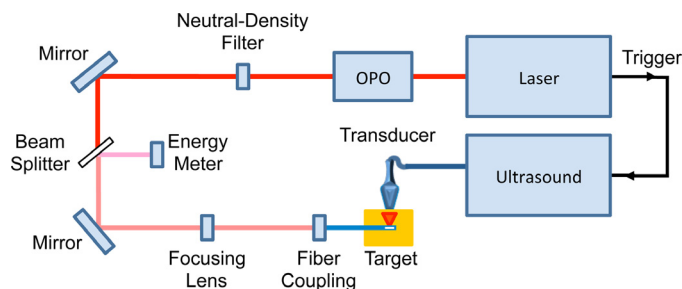 Neutral-Density
Filter
Mirror
OPO
Laser
Trigger
Transducer
Beam
Splitter
Energy
Meter
Ultrasound
Mirror
Focusing
Lens
Fiber
Coupling
Target